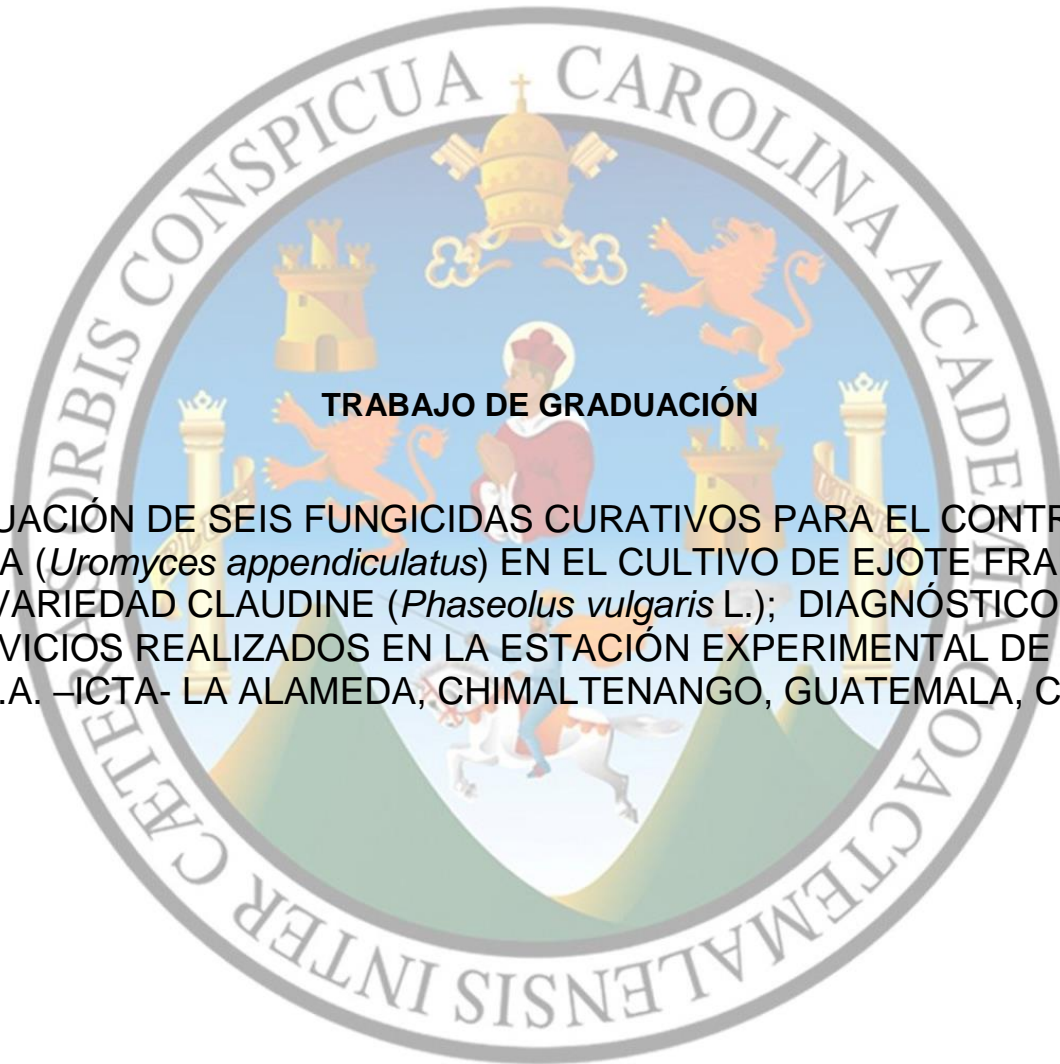 TRABAJO DE GRADUACIÓN
UACIÓN DE SEIS FUNGICIDAS CURATIVOS PARA EL CONTR
A (Uromyces appendiculatus) EN EL CULTIVO DE EJOTE FRA
VARIEDAD CLAUDINE (Phaseolus vulgaris L.); DIAGNÓSTICO
VICIOS REALIZADOS EN LA ESTACIÓN EXPERIMENTAL DE
.A. –ICTA- LA ALAMEDA, CHIMALTENANGO, GUATEMALA, C
CAROLINA ACADEMIA COACTEMALENSIS INTER CÆTERAS ORBIS CONSPICUA